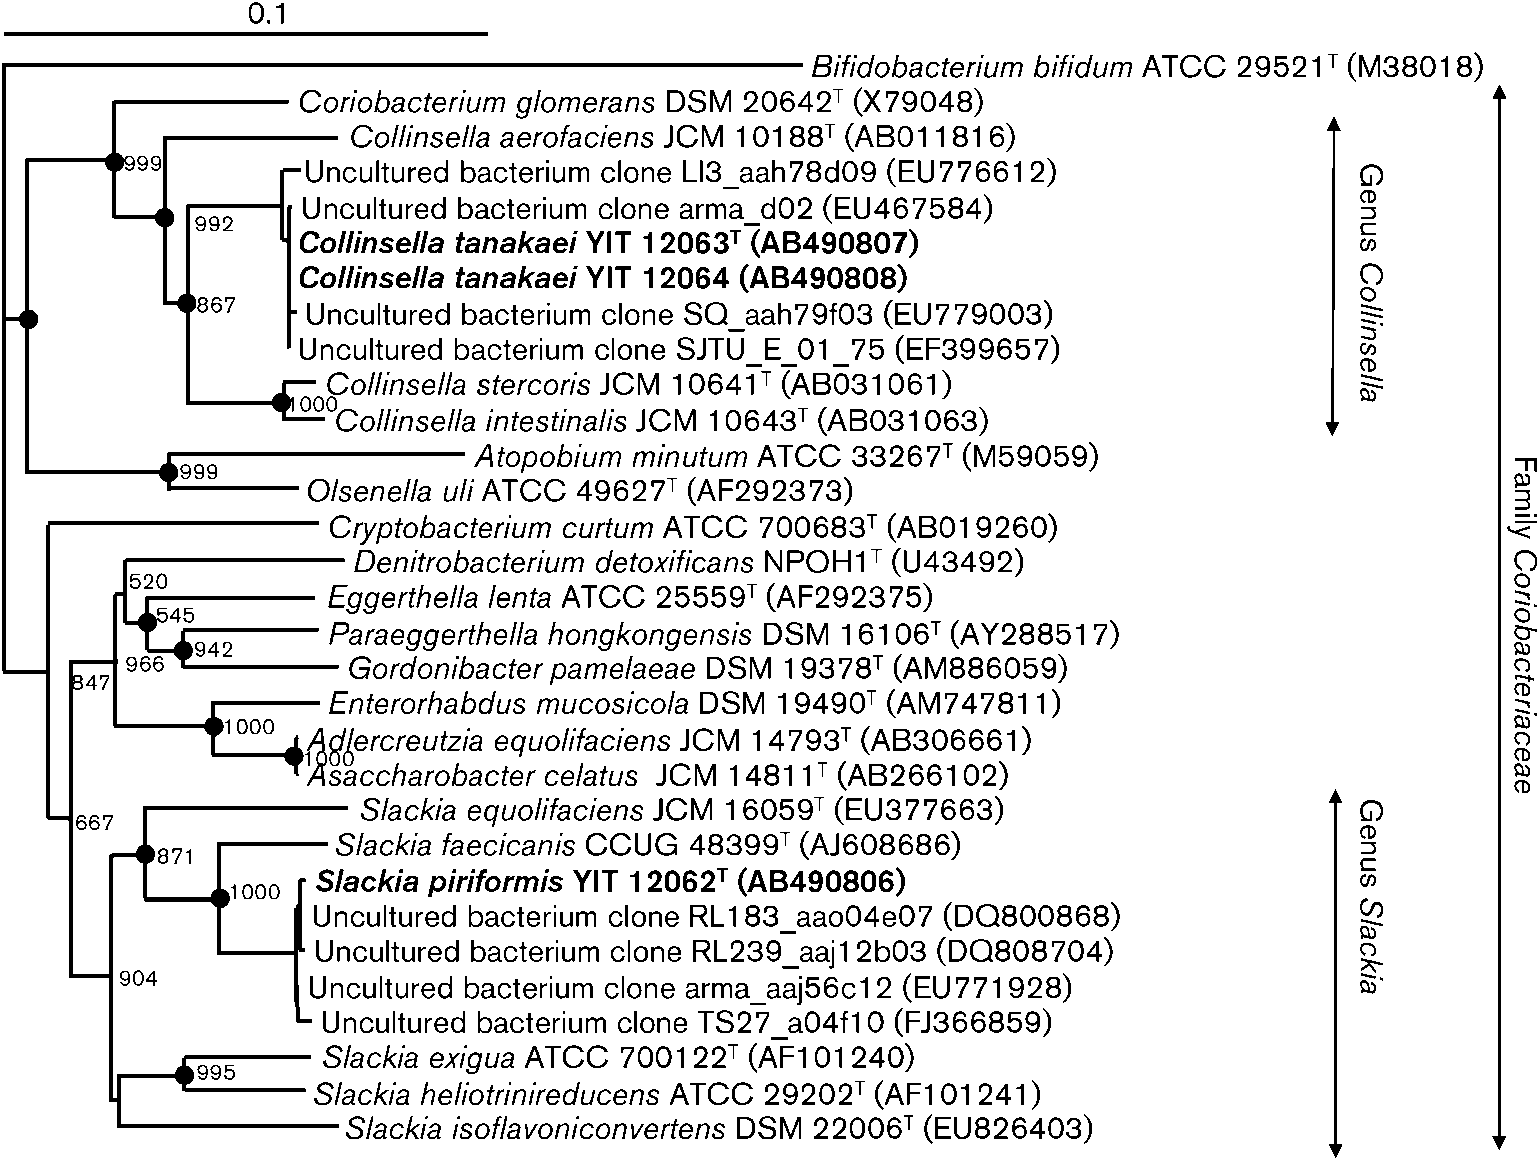 0.1
Bifidobacterium bifidum ATCC 29521ᵀ (M38018)
Coriobacterium glomerans DSM 20642ᵀ (X79048)
Collinsella aerofaciens JCM 10188ᵀ (AB011816)
999
Uncultured bacterium clone LI3_aah78d09 (EU776612)
Uncultured bacterium clone arma_d02 (EU467584)
992
Collinsella tanakaei YIT 12063ᵀ (AB490807)
Collinsella tanakaei YIT 12064 (AB490808)
867
Uncultured bacterium clone SQ_aah79f03 (EU779003)
Uncultured bacterium clone SJTU_E_01_75 (EF399657)
Collinsella stercoris JCM 10641ᵀ (AB031061)
1000
Collinsella intestinalis JCM 10643ᵀ (AB031063)
Genus Collinsella
Atopobium minutum ATCC 33267ᵀ (M59059)
999
Olsenella uli ATCC 49627ᵀ (AF292373)
Cryptobacterium curtum ATCC 700683ᵀ (AB019260)
Denitrobacterium detoxificans NPOH1ᵀ (U43492)
520
Eggerthella lenta ATCC 25559ᵀ (AF292375)
545
Paraeggerthella hongkongensis DSM 16106ᵀ (AY288517)
942
966
Gordonibacter pamelaeae DSM 19378ᵀ (AM886059)
847
Enterorhabdus mucosicola DSM 19490ᵀ (AM747811)
1000
Adlercreutzia equolifaciens JCM 14793ᵀ (AB306661)
1000
Asaccharobacter celatus JCM 14811ᵀ (AB266102)
Family Coriobacteriaceae
Slackia equolifaciens JCM 16059ᵀ (EU377663)
667
Slackia faecicanis CCUG 48399ᵀ (AJ608686)
871
Slackia piriformis YIT 12062ᵀ (AB490806)
1000
Uncultured bacterium clone RL183_aao04e07 (DQ800868)
Uncultured bacterium clone RL239_aaj12b03 (DQ808704)
904
Uncultured bacterium clone arma_aaj56c12 (EU771928)
Uncultured bacterium clone TS27_a04f10 (FJ366859)
Slackia exigua ATCC 700122ᵀ (AF101240)
995
Slackia heliotrinireducens ATCC 29202ᵀ (AF101241)
Slackia isoflavoniconvertens DSM 22006ᵀ (EU826403)
Genus Slackia